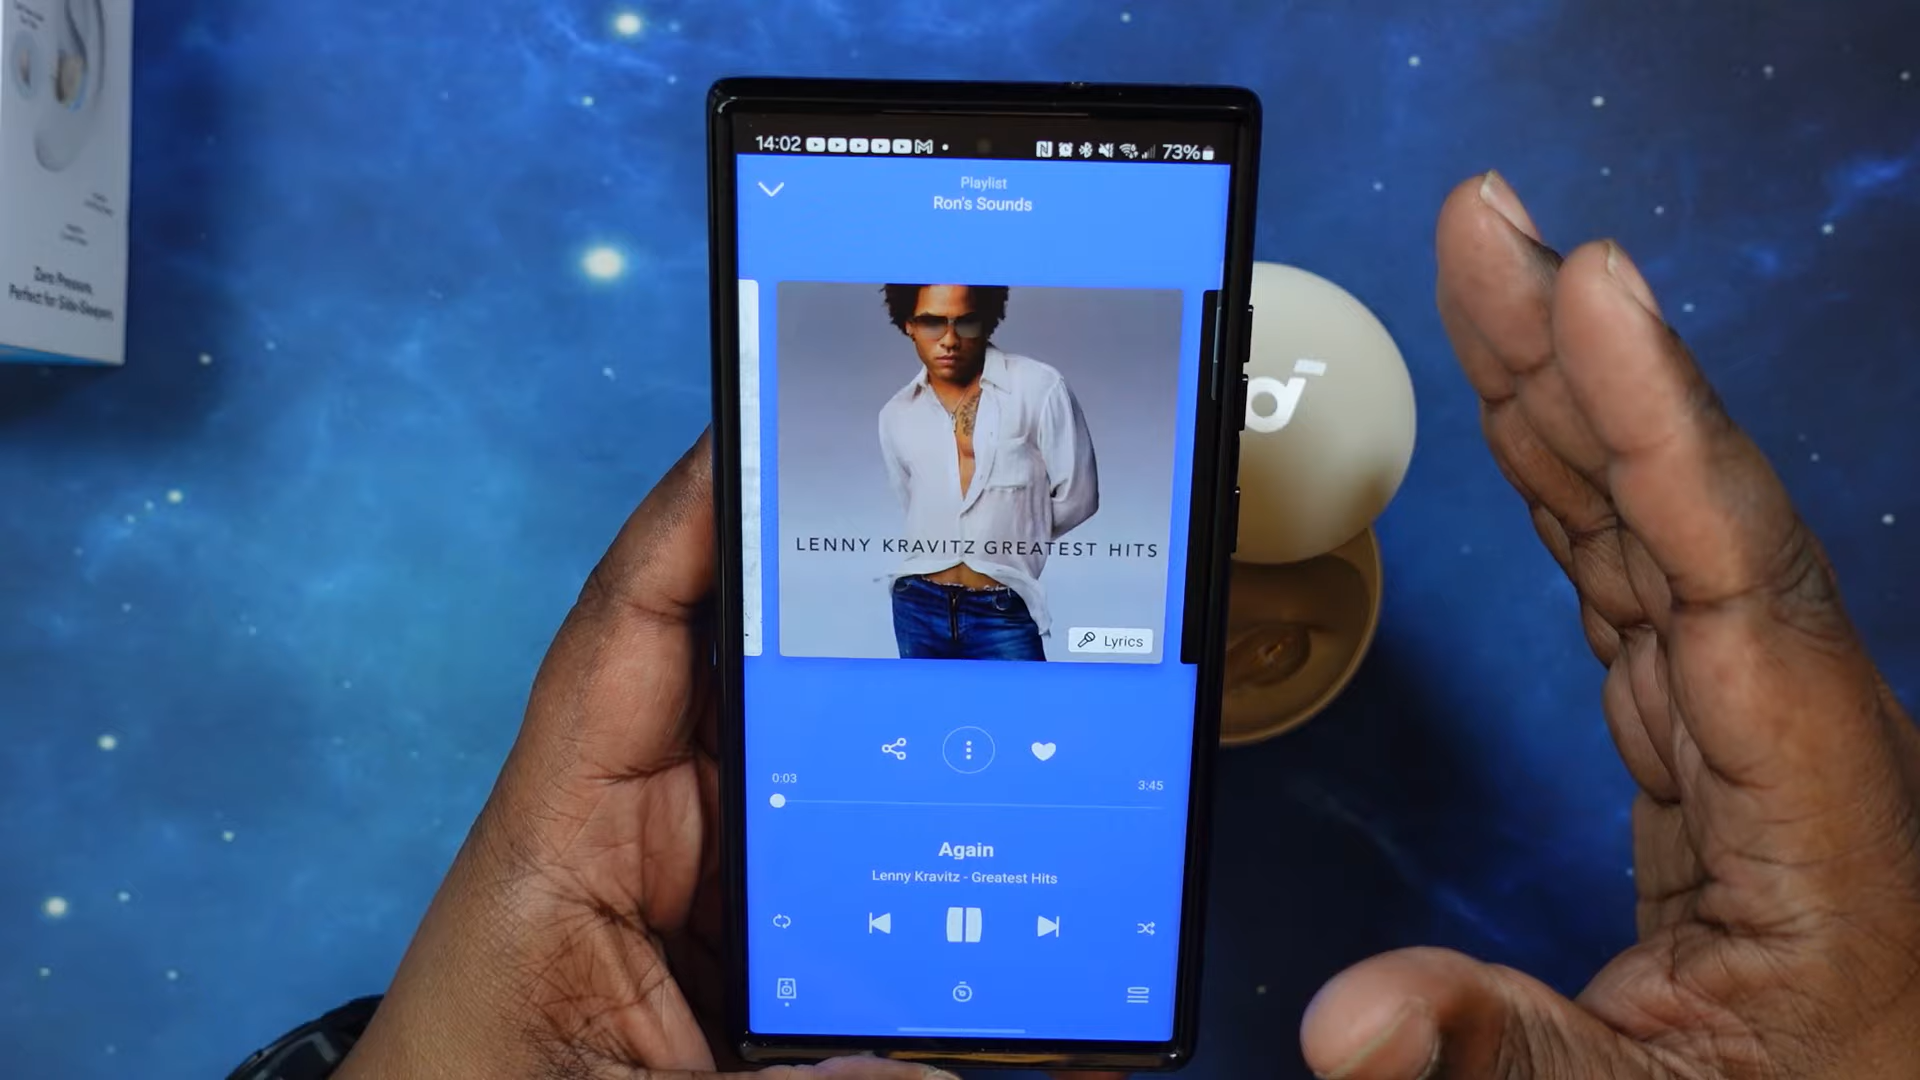 Zero Pressure,
Perfect for Side-Sleepers
14:02
73%
Playlist
Ron's Sounds
LENNY KRAVITZ GREATEST HITS
Lyrics
0:03
3:45
Again
Lenny Kravitz - Greatest Hits